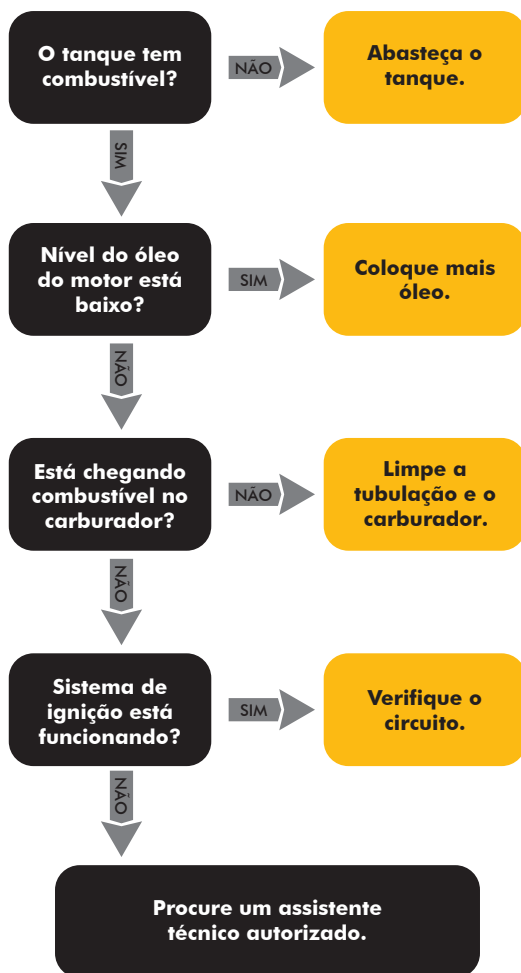 O tanque tem
combustível?
NÃO
Abasteça o
tanque.
SIM
Nível do óleo
do motor está
baixo?
SIM
Coloque mais
óleo.
NÃO
Está chegando
combustível no
carburador?
NÃO
Limpe a
tubulação e o
carburador.
NÃO
Sistema de
ignição está
funcionando?
SIM
Verifique o
circuito.
NÃO
Procure um assistente
técnico autorizado.